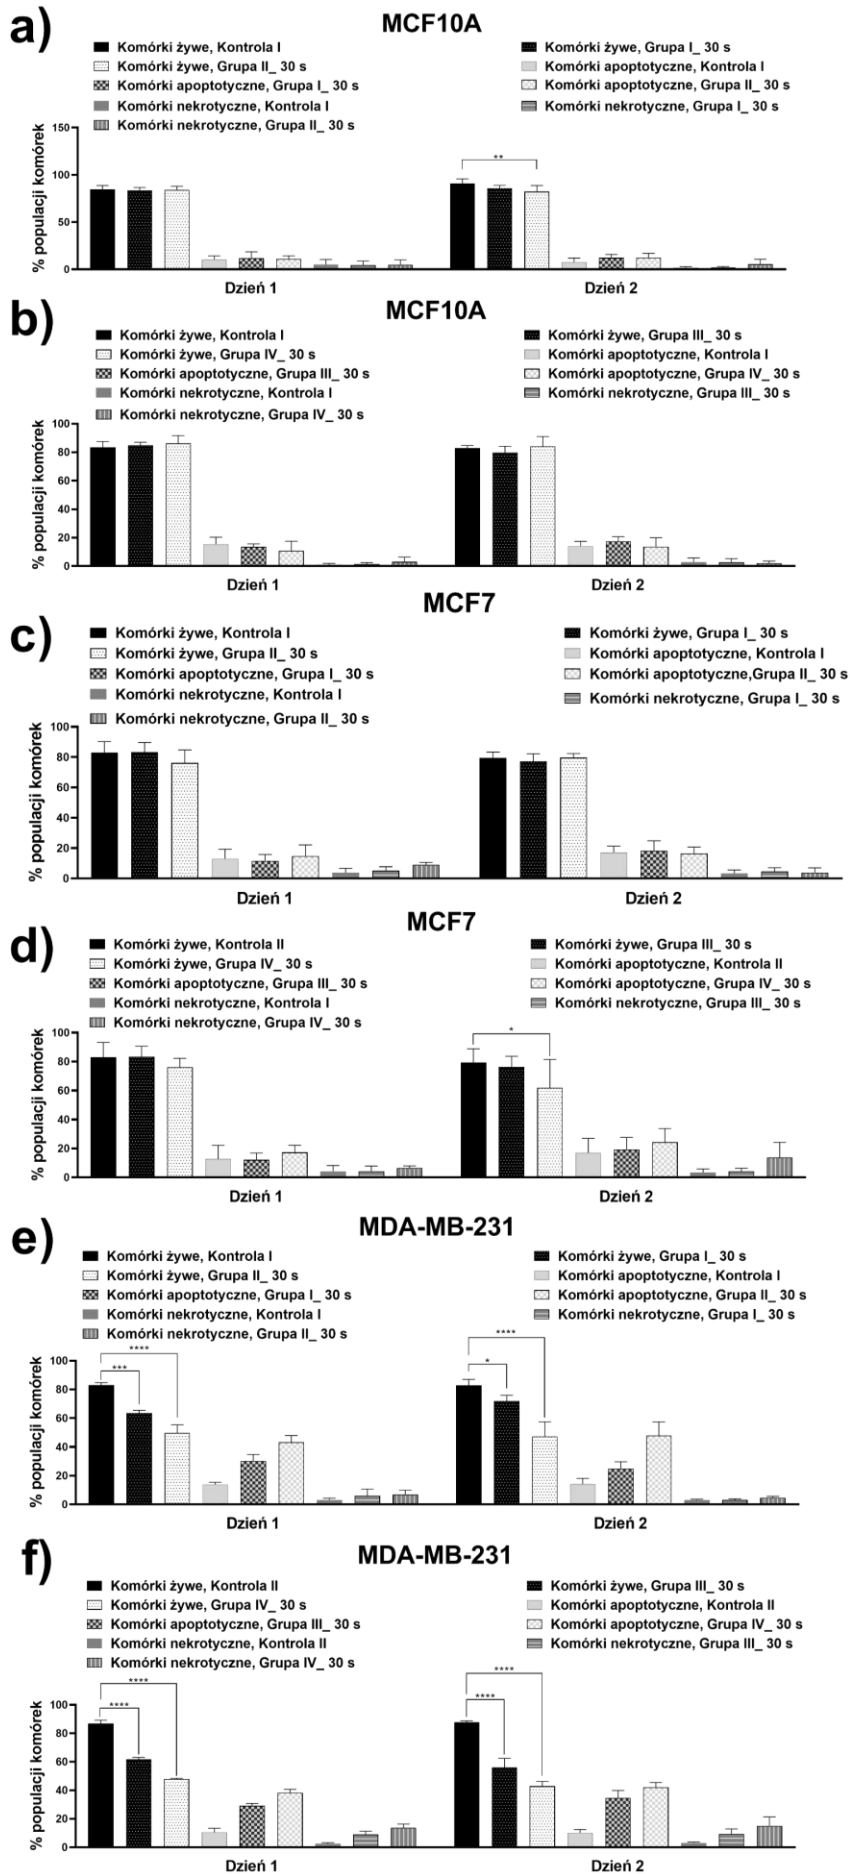 a)
MCF10A
Komórki żywe, Kontrola I
Komórki żywe, Grupa I_ 30 s
Komórki żywe, Grupa II_ 30 s
Komórki apoptotyczne, Kontrola I
Komórki apoptotyczne, Grupa I_ 30 s
Komórki apoptotyczne, Grupa II_ 30 s
Komórki nekrotyczne, Kontrola I
Komórki nekrotyczne, Grupa I_ 30 s
Komórki nekrotyczne, Grupa II_ 30 s
% populacji komórek
150
100
50
0
**
Dzień 1
Dzień 2
b)
MCF10A
Komórki żywe, Kontrola I
Komórki żywe, Grupa III_ 30 s
Komórki żywe, Grupa IV_ 30 s
Komórki apoptotyczne, Kontrola I
Komórki apoptotyczne, Grupa III_ 30 s
Komórki apoptotyczne, Grupa IV_ 30 s
Komórki nekrotyczne, Kontrola I
Komórki nekrotyczne, Grupa III_ 30 s
Komórki nekrotyczne, Grupa IV_ 30 s
% populacji komórek
100
80
60
40
20
0
Dzień 1
Dzień 2
c)
MCF7
Komórki żywe, Kontrola I
Komórki żywe, Grupa I_ 30 s
Komórki żywe, Grupa II_ 30 s
Komórki apoptotyczne, Kontrola I
Komórki apoptotyczne, Grupa I_ 30 s
Komórki apoptotyczne,Grupa II_ 30 s
Komórki nekrotyczne, Kontrola I
Komórki nekrotyczne, Grupa I_ 30 s
Komórki nekrotyczne, Grupa II_ 30 s
% populacji komórek
100
80
60
40
20
0
Dzień 1
Dzień 2
d)
MCF7
Komórki żywe, Kontrola II
Komórki żywe, Grupa III_ 30 s
Komórki żywe, Grupa IV_ 30 s
Komórki apoptotyczne, Kontrola II
Komórki apoptotyczne, Grupa III_ 30 s
Komórki apoptotyczne, Grupa IV_ 30 s
Komórki nekrotyczne, Kontrola I
Komórki nekrotyczne, Grupa III_ 30 s
Komórki nekrotyczne, Grupa IV_ 30 s
% populacji komórek
100
80
60
40
20
0
*
Dzień 1
Dzień 2
e)
MDA-MB-231
Komórki żywe, Kontrola I
Komórki żywe, Grupa I_ 30 s
Komórki żywe, Grupa II_ 30 s
Komórki apoptotyczne, Kontrola I
Komórki apoptotyczne, Grupa I_ 30 s
Komórki apoptotyczne, Grupa II_ 30 s
Komórki nekrotyczne, Kontrola I
Komórki nekrotyczne, Grupa I_ 30 s
Komórki nekrotyczne, Grupa II_ 30 s
% populacji komórek
100
80
60
40
20
0
****
***
****
*
Dzień 1
Dzień 2
f)
MDA-MB-231
Komórki żywe, Kontrola II
Komórki żywe, Grupa III_ 30 s
Komórki żywe, Grupa IV_ 30 s
Komórki apoptotyczne, Kontrola II
Komórki apoptotyczne, Grupa III_ 30 s
Komórki apoptotyczne, Grupa IV_ 30 s
Komórki nekrotyczne, Kontrola II
Komórki nekrotyczne, Grupa III_ 30 s
Komórki nekrotyczne, Grupa IV_ 30 s
% populacji komórek
100
80
60
40
20
0
****
****
****
****
Dzień 1
Dzień 2